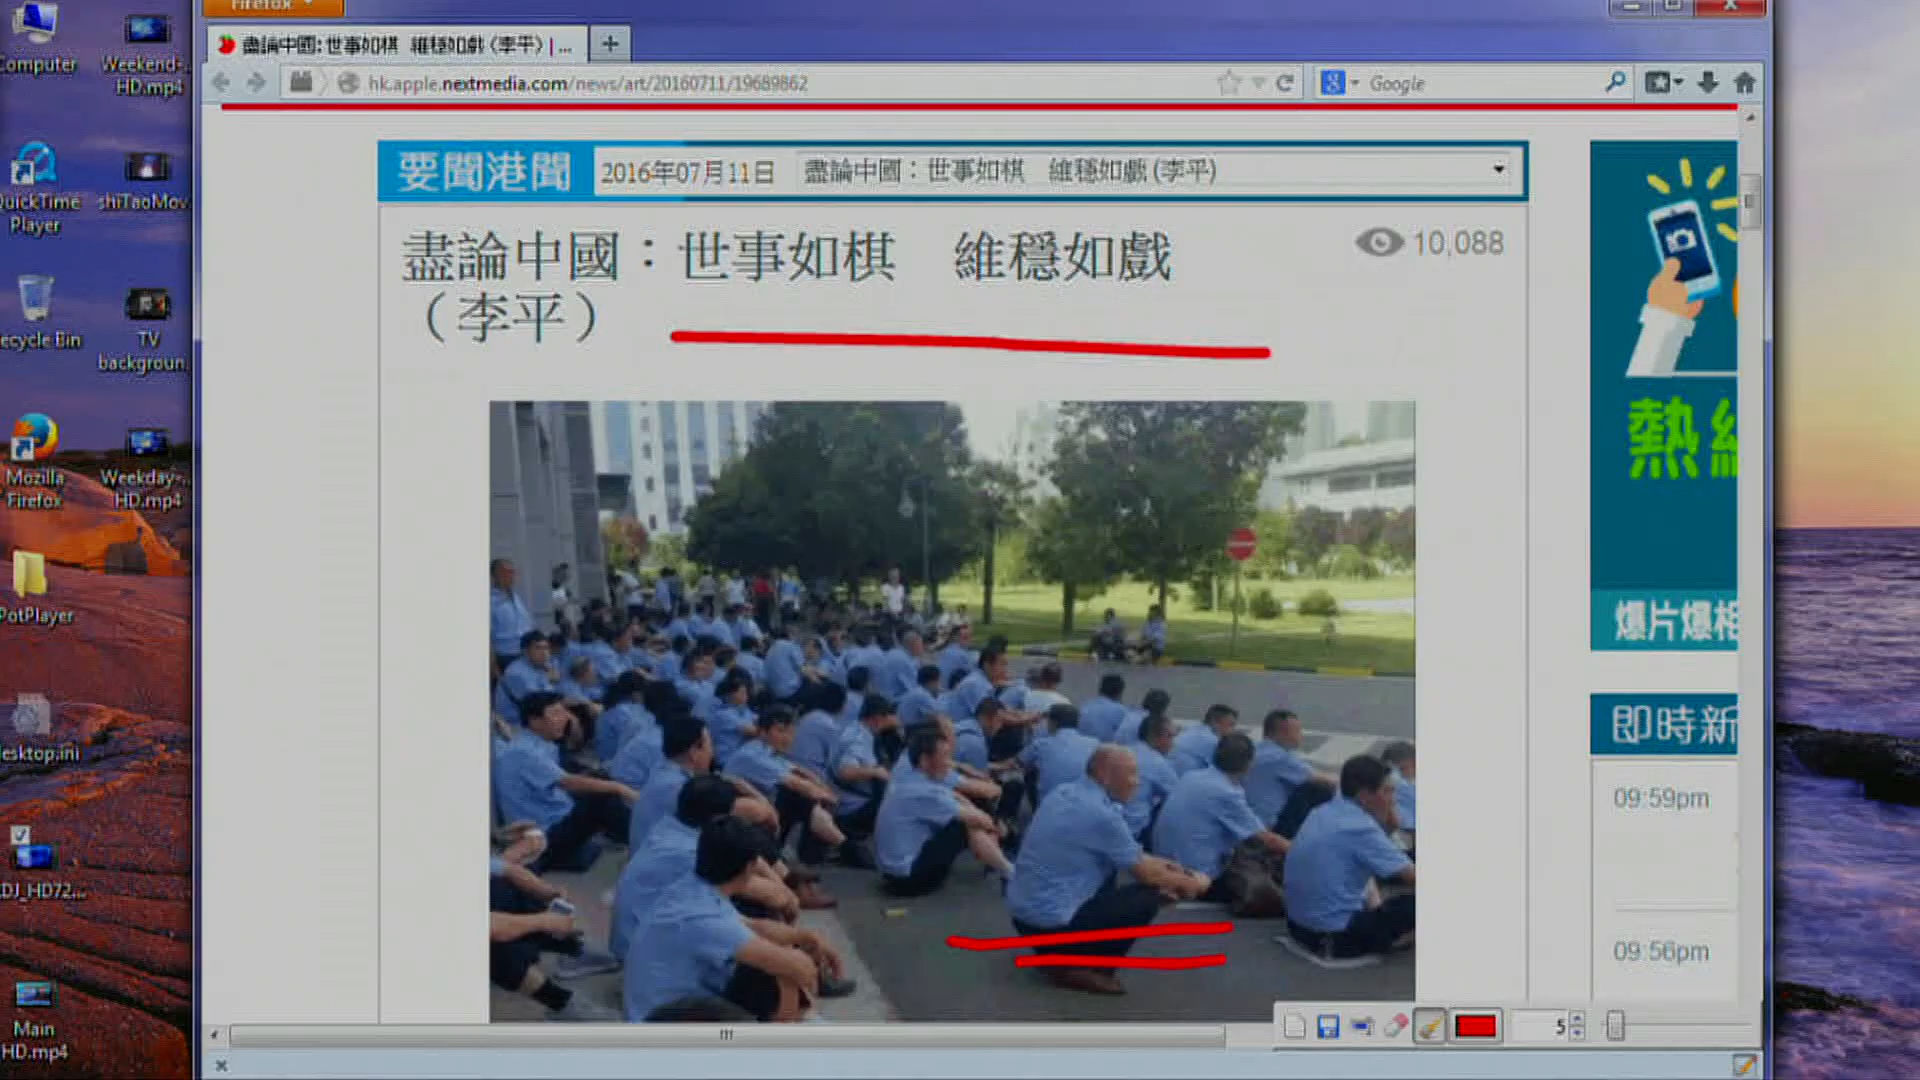 Firefox
Computer
HD.mp4
盡論中國:世事如棋 維穩如戲 (李平) | ...
hk.apple.nextmedia.com/news/art/20160711/19689862
Google
要聞港聞
2016年07月11日
盡論中國：世事如棋 維穩如戲 (李平)
盡論中國：世事如棋 維穩如戲
（李平）
10,088
QuickTime
Player
shiTaoMov...
Recycle Bin
TV
backgroun...
Mozilla
Firefox
Weekday-...
HD.mp4
PotPlayer
爆片爆相
即時新
desktop.ini
09:59pm
DJ_HD72...
09:56pm
Main
HD.mp4
5